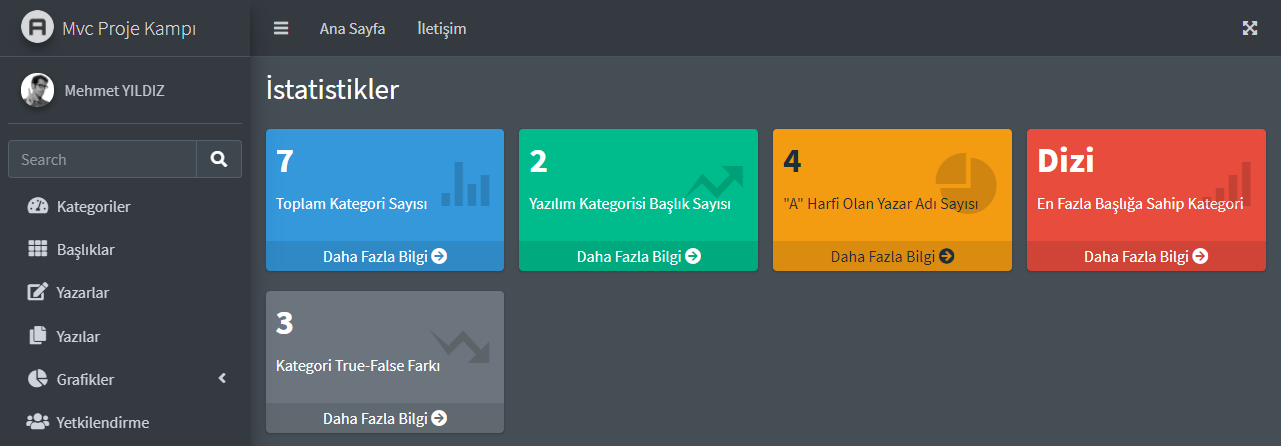 Mvc Proje Kampı
Ana Sayfa
İletişim
Mehmet YILDIZ
Search
Kategoriler
Başlıklar
Yazarlar
Yazılar
Grafikler
Yetkilendirme
İstatistikler
7
Toplam Kategori Sayısı
Daha Fazla Bilgi
2
Yazılım Kategorisi Başlık Sayısı
Daha Fazla Bilgi
4
"A" Harfi Olan Yazar Adı Sayısı
Daha Fazla Bilgi
Dizi
En Fazla Başlığa Sahip Kategori
Daha Fazla Bilgi
3
Kategori True-False Farkı
Daha Fazla Bilgi